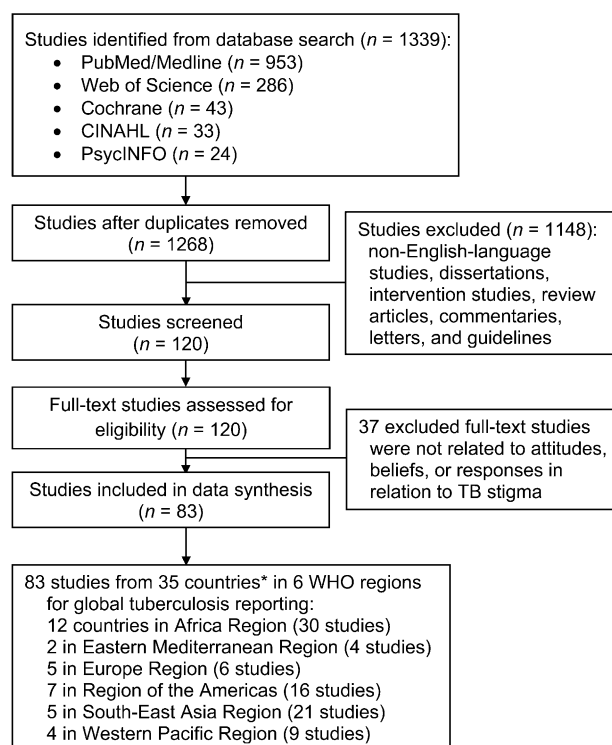 Studies identified from database search (n = 1339):
• PubMed/Medline (n = 953)
• Web of Science (n = 286)
• Cochrane (n = 43)
• CINAHL (n = 33)
• PsycINFO (n = 24)
Studies after duplicates removed
(n = 1268)
Studies excluded (n = 1148):
non-English-language
studies, dissertations,
intervention studies, review
articles, commentaries,
letters, and guidelines
Studies screened
(n = 120)
Full-text studies assessed for
eligibility (n = 120)
37 excluded full-text studies
were not related to attitudes,
beliefs, or responses in
relation to TB stigma
Studies included in data synthesis
(n = 83)
83 studies from 35 countries* in 6 WHO regions
for global tuberculosis reporting:
12 countries in Africa Region (30 studies)
2 in Eastern Mediterranean Region (4 studies)
5 in Europe Region (6 studies)
7 in Region of the Americas (16 studies)
5 in South-East Asia Region (21 studies)
4 in Western Pacific Region (9 studies)